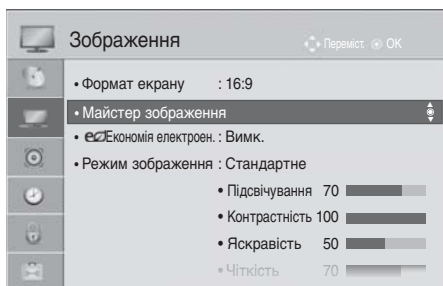 Зображення
Переміст. OK
• Формат екрану : 16:9
• Майстер зображення
• eco Економія електроен. : Вимк.
• Режим зображення : Стандартне
• Підсвічування 70
• Контрастність 100
• Яскравість 50
• Чіткість 70